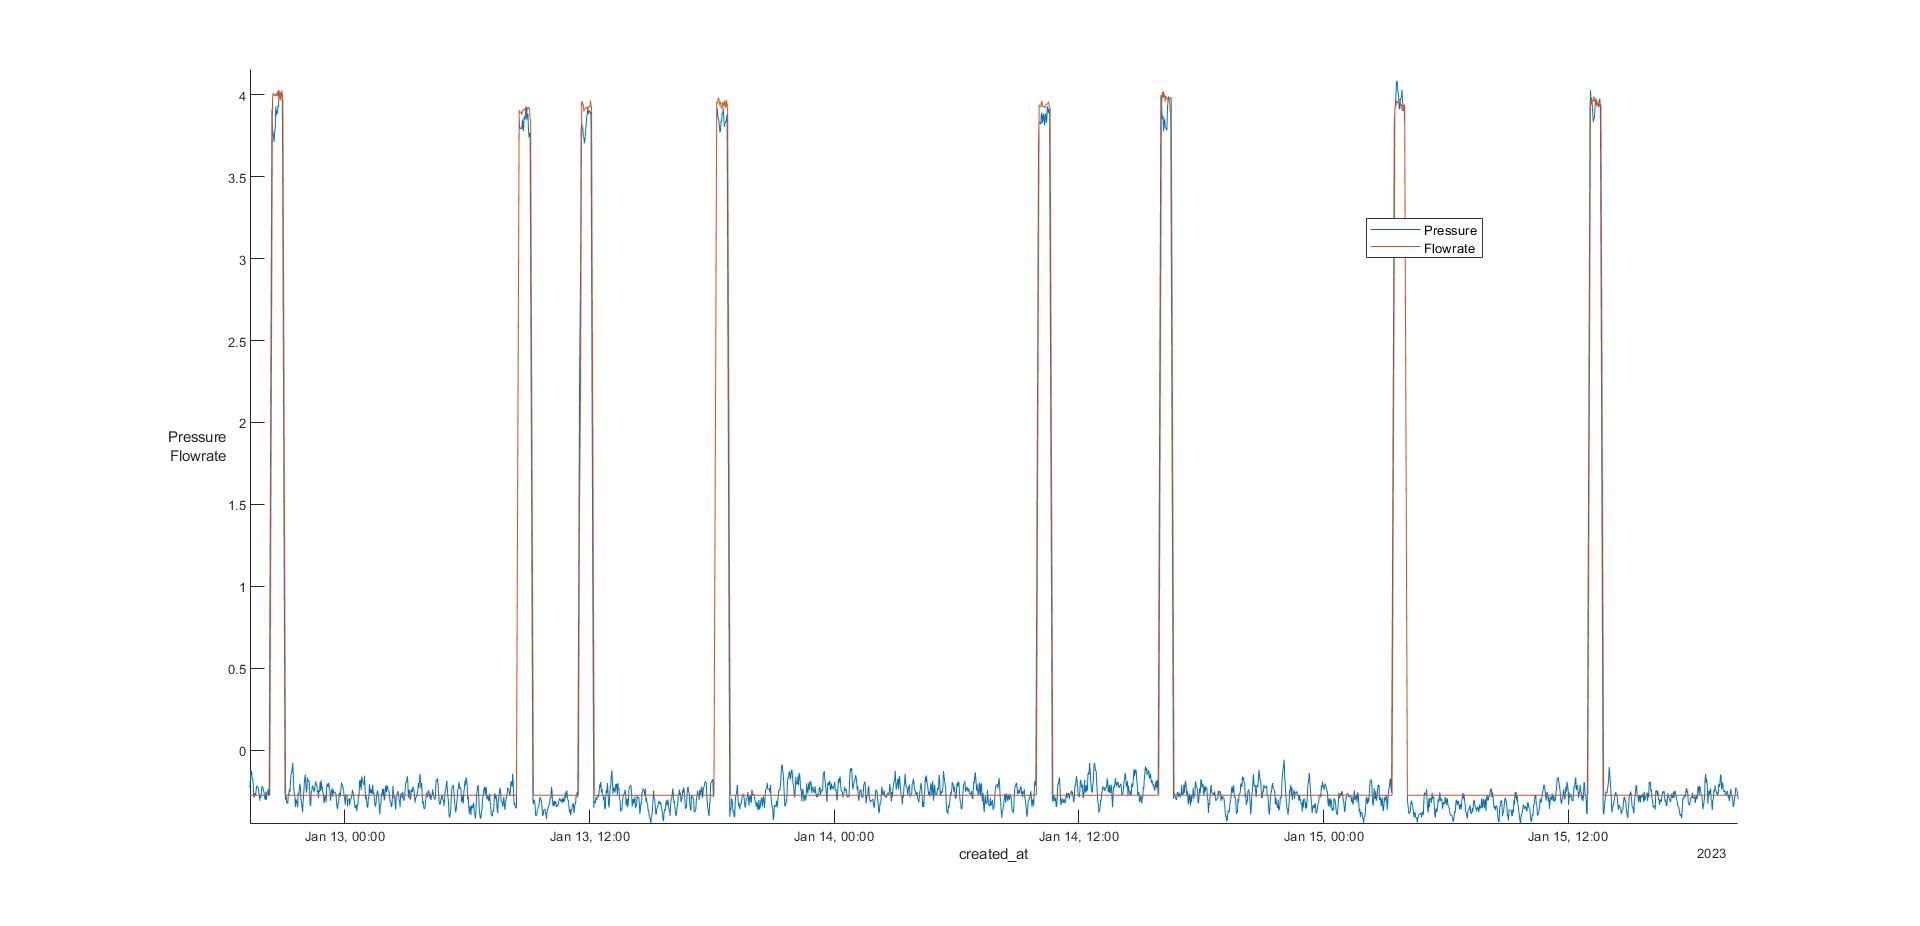 4
3.5
3
2.5
2
1.5
1
0.5
0
Pressure
Flowrate
Pressure
Flowrate
Jan 13, 00:00
Jan 13, 12:00
Jan 14, 00:00
Jan 14, 12:00
Jan 15, 00:00
Jan 15, 12:00
created_at
2023